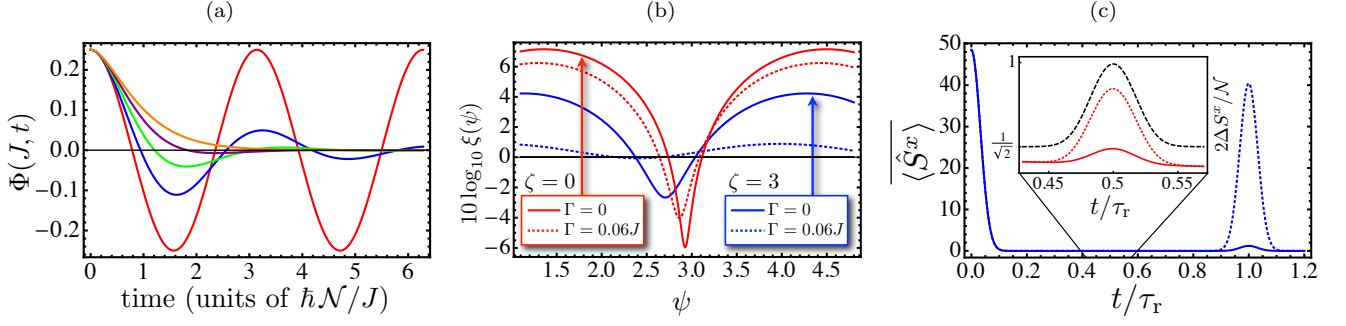 (a)
Φ(J, t)
0.2
0.1
0.0
−0.1
−0.2
0 1 2 3 4 5 6
time (units of ℏ𝒩/J)
(b)
10 log₁₀ ξ(ψ)
6
4
2
0
−2
−4
−6
ζ = 0
Γ = 0
Γ = 0.06J
ζ = 3
Γ = 0
Γ = 0.06J
1.5 2.0 2.5 3.0 3.5 4.0 4.5
ψ
(c)
⟨Ŝˣ⟩
50
40
30
20
10
0
1
1/√2
0.45 0.5 0.55
t/τᵣ
2ΔSˣ/𝒩
0.0 0.2 0.4 0.6 0.8 1.0 1.2
t/τᵣ